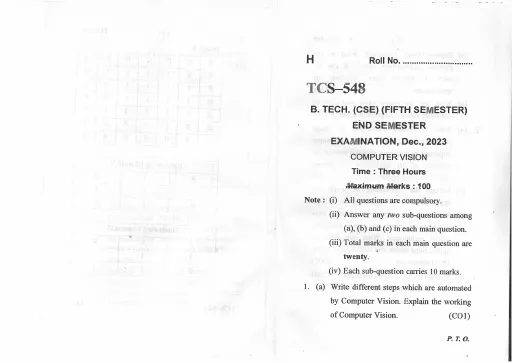 H Roll No. ..............................
TCS–548
B. TECH. (CSE) (FIFTH SEMESTER)
END SEMESTER
EXAMINATION, Dec., 2023
COMPUTER VISION
Time : Three Hours
Maximum Marks : 100
Note : (i) All questions are compulsory.
(ii) Answer any two sub-questions among
(a), (b) and (c) in each main question.
(iii) Total marks in each main question are
twenty.
(iv) Each sub-question carries 10 marks.
1. (a) Write different steps which are automated
by Computer Vision. Explain the working
of Computer Vision. (CO1)
P. T. O.